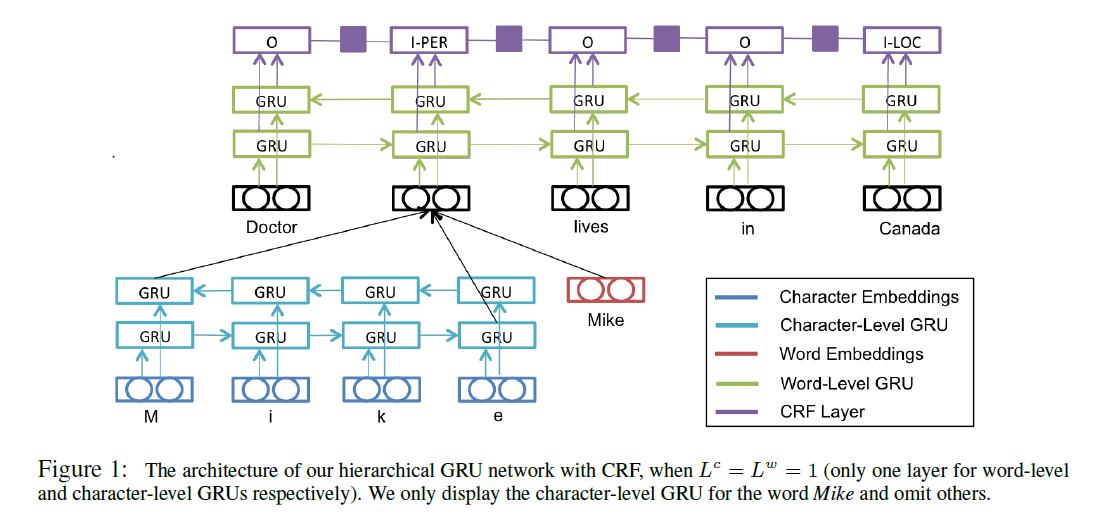 O I-PER O O I-LOC
GRU GRU GRU GRU GRU
GRU GRU GRU GRU GRU
Doctor lives in Canada
GRU GRU GRU GRU
Mike
GRU GRU GRU GRU
M i k e
Character Embeddings
Character-Level GRU
Word Embeddings
Word-Level GRU
CRF Layer
Figure 1: The architecture of our hierarchical GRU network with CRF, when $L^c = L^w = 1$ (only one layer for word-level
and character-level GRUs respectively). We only display the character-level GRU for the word Mike and omit others.